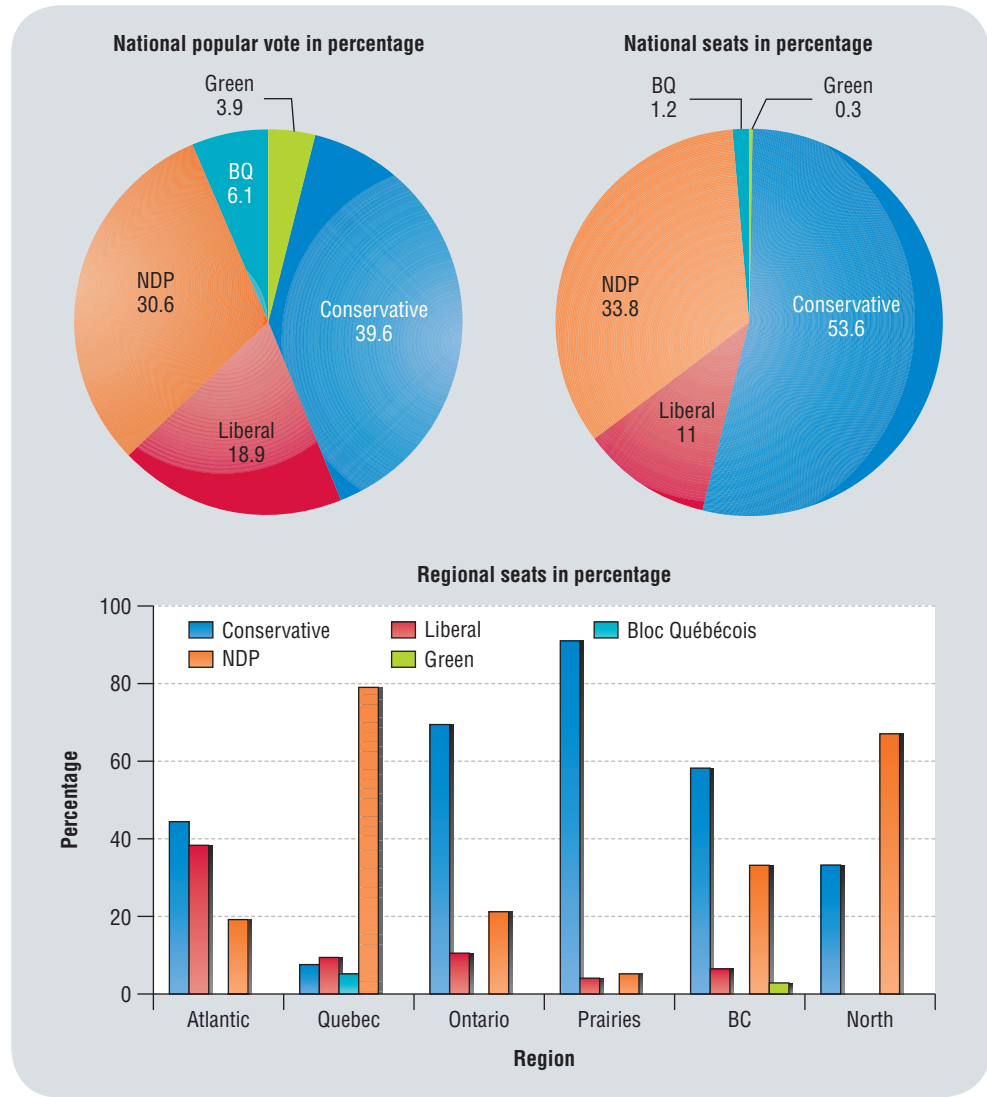 National popular vote in percentage
Green
3.9
BQ
6.1
NDP
30.6
Conservative
39.6
Liberal
18.9
National seats in percentage
BQ
1.2
Green
0.3
NDP
33.8
Conservative
53.6
Liberal
11
Regional seats in percentage
Conservative
Liberal
Bloc Québécois
NDP
Green
Percentage
100
80
60
40
20
0
Atlantic
Quebec
Ontario
Prairies
BC
North
Region